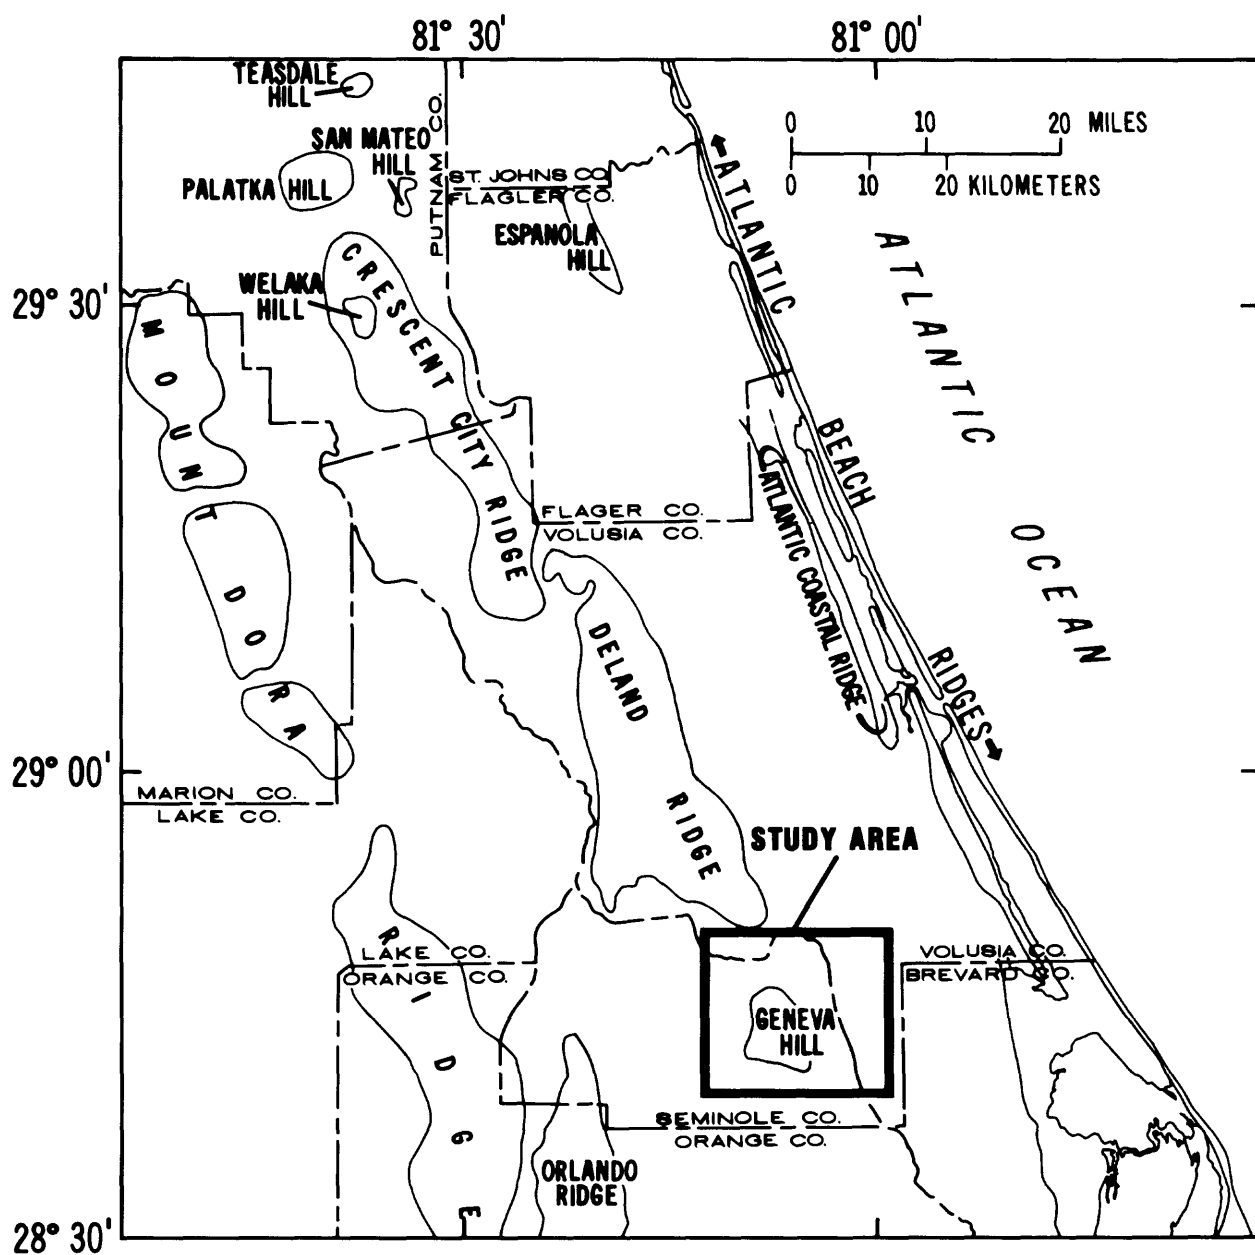 81° 30'
81° 00'
TEASDALE
HILL
SAN MATEO
HILL
PALATKA HILL
PUTNAM CO.
ST. JOHNS CO.
FLAGLER CO.
ESPANOLA
HILL
0 10 20 MILES
0 10 20 KILOMETERS
ATLANTIC BEACH RIDGES
ATLANTIC OCEAN
29° 30'
WELAKA
HILL
CRESCENT CITY RIDGE
MOUNT DORA RIDGE
FLAGER CO.
VOLUSIA CO.
ATLANTIC COASTAL RIDGE
DELAND RIDGE
29° 00'
MARION CO.
LAKE CO.
STUDY AREA
LAKE CO.
ORANGE CO.
VOLUSIA CO.
BREVARD CO.
GENEVA
HILL
SEMINOLE CO.
ORANGE CO.
ORLANDO
RIDGE
28° 30'